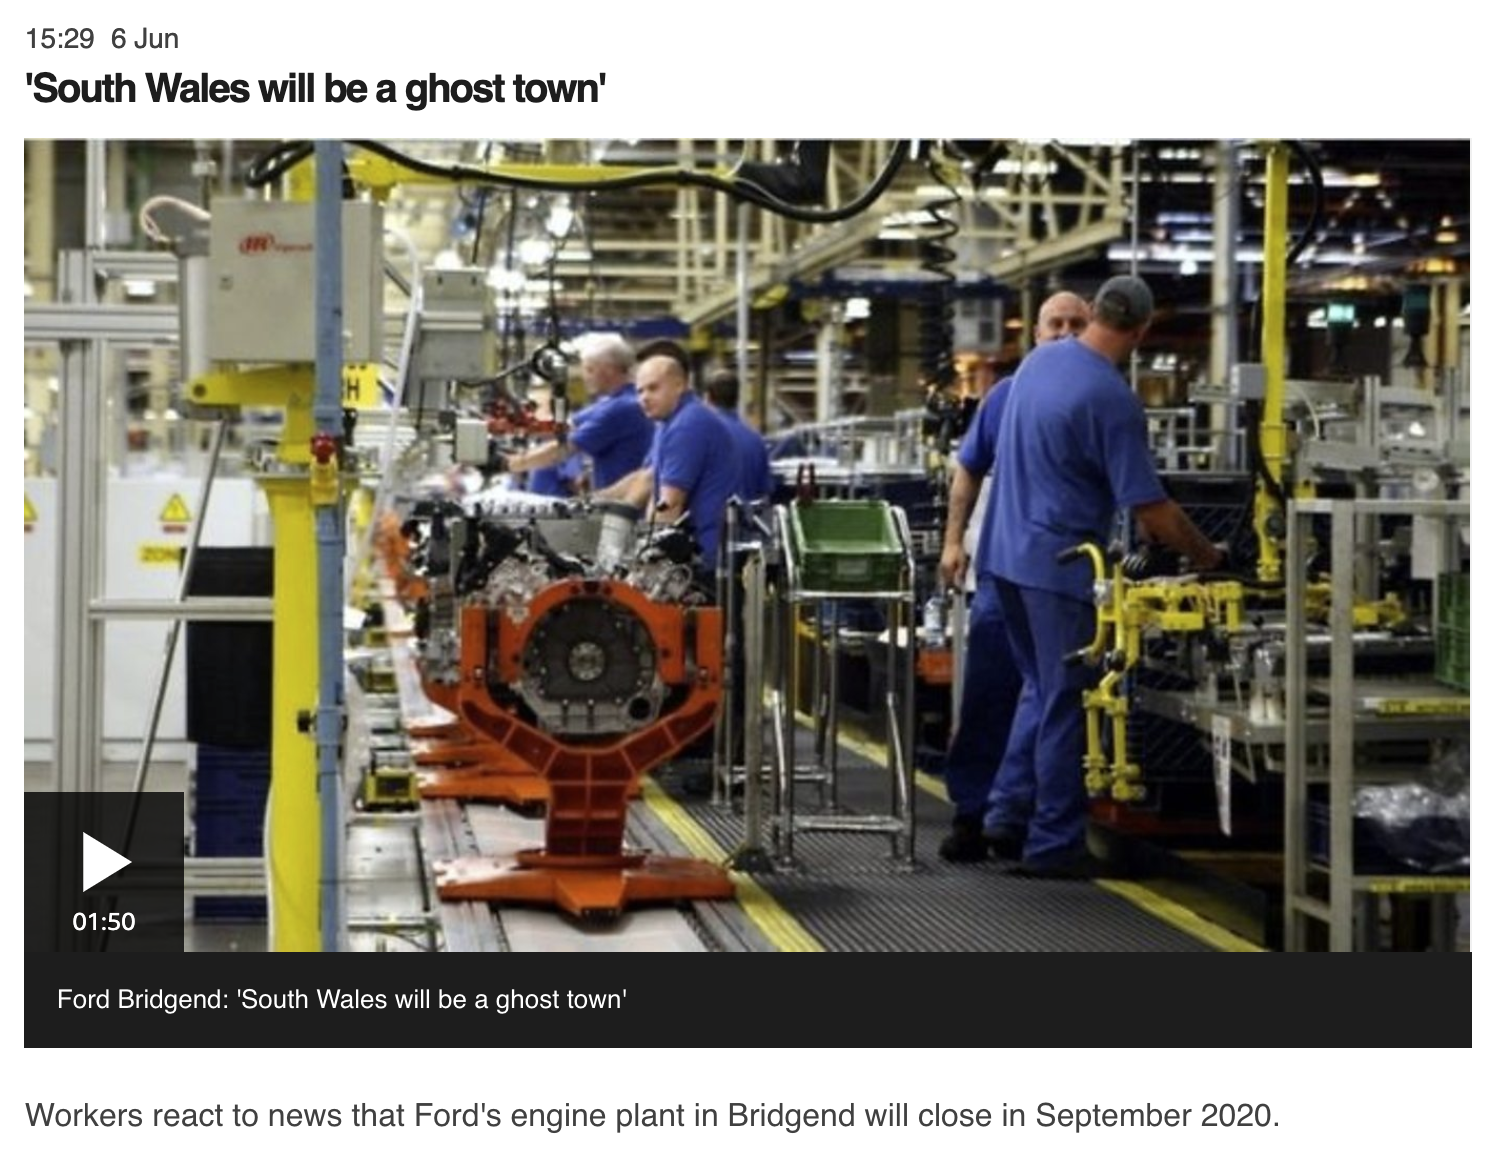 15:29 6 Jun
'South Wales will be a ghost town'
01:50
Ford Bridgend: 'South Wales will be a ghost town'
Workers react to news that Ford's engine plant in Bridgend will close in September 2020.